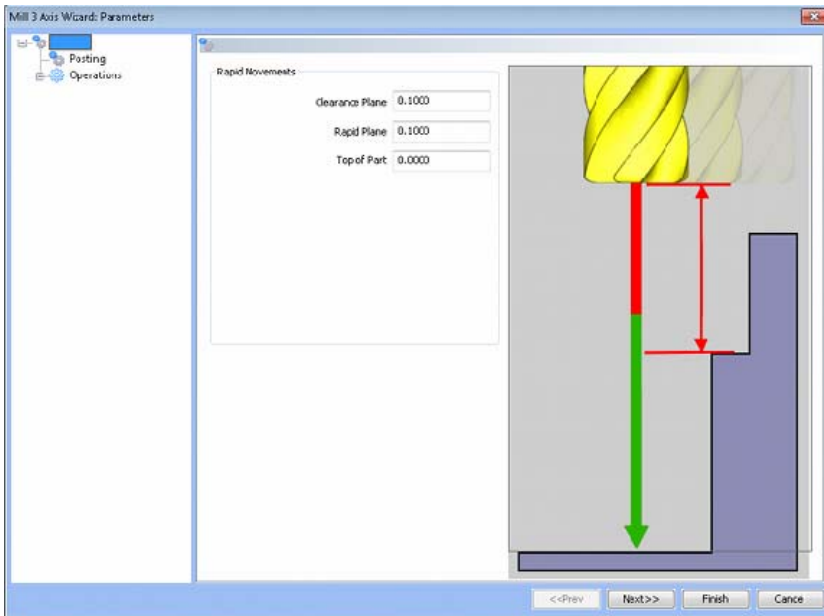 Mill 3 Axis Wizard: Parameters
Posting
Operations
Rapid Movements
Clearance Plane 0.1000
Rapid Plane 0.1000
Top of Part 0.0000
<<Prev Next>> Finish Cance